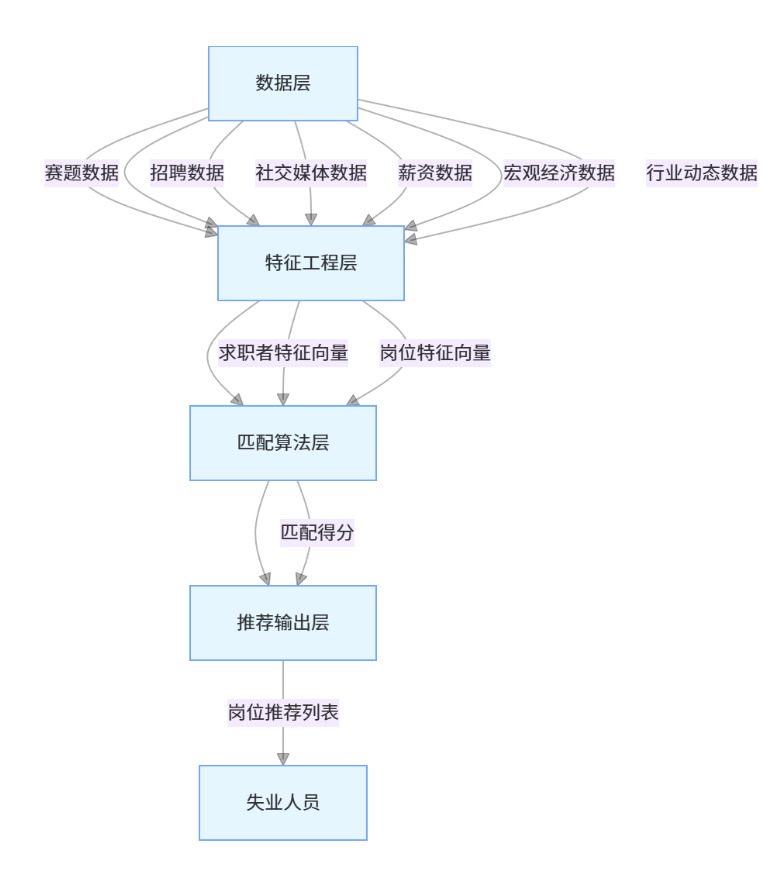 数据层
赛题数据
招聘数据
社交媒体数据
薪资数据
宏观经济数据
行业动态数据
特征工程层
求职者特征向量
岗位特征向量
匹配算法层
匹配得分
推荐输出层
岗位推荐列表
失业人员